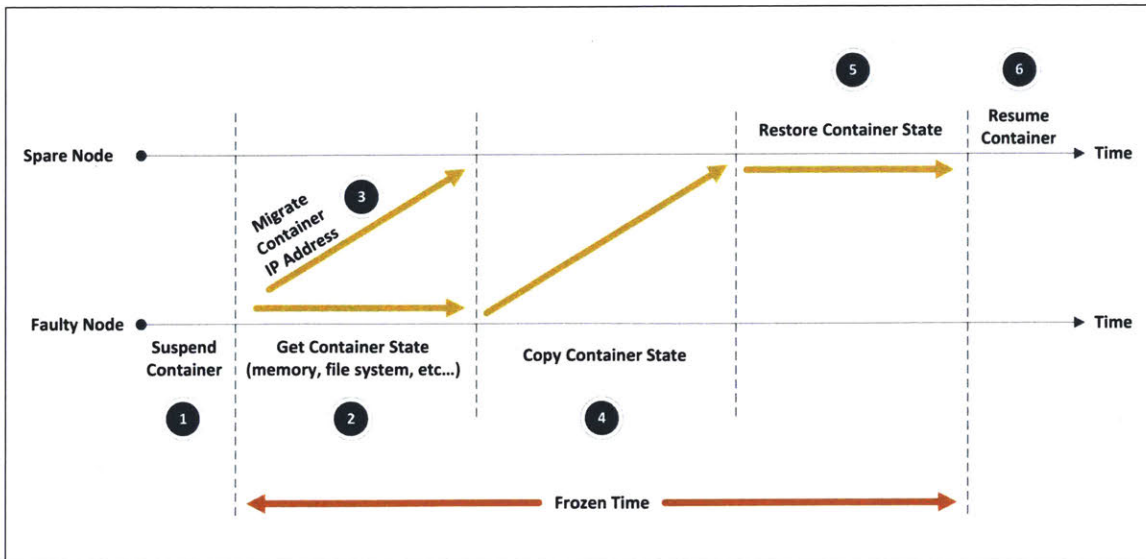 5
6
Restore Container State
Resume
Container
Spare Node
Time
3
Migrate
Container
IP Address
Faulty Node
Time
Suspend
Container
Get Container State
(memory, file system, etc...)
Copy Container State
1
2
4
Frozen Time